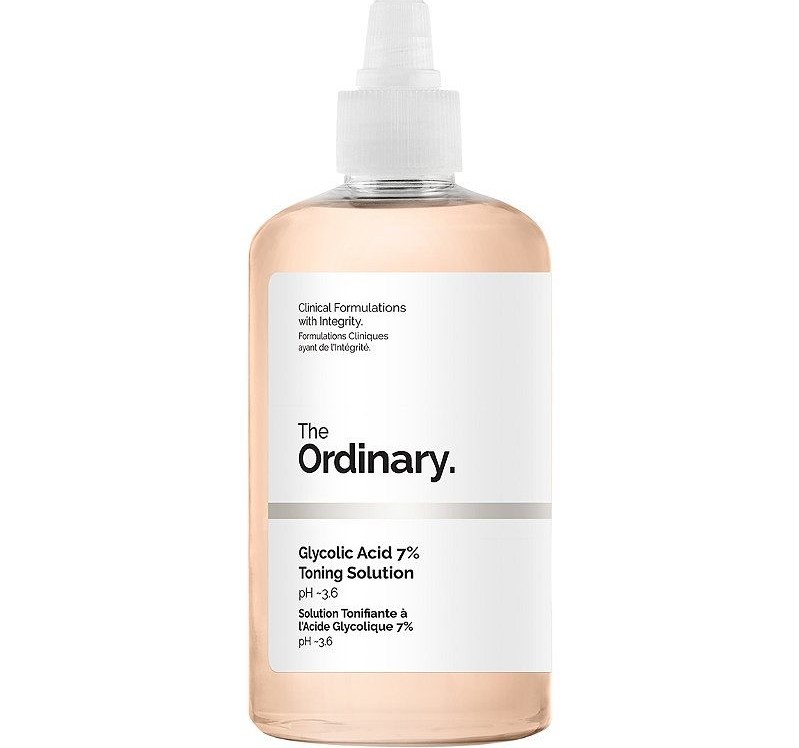 Clinical Formulations
with Integrity.
Formulations Cliniques
ayant de l'Intégrité.
The
Ordinary.
Glycolic Acid 7%
Toning Solution
pH ~3.6
Solution Tonifiante à
l'Acide Glycolique 7%
pH ~3.6